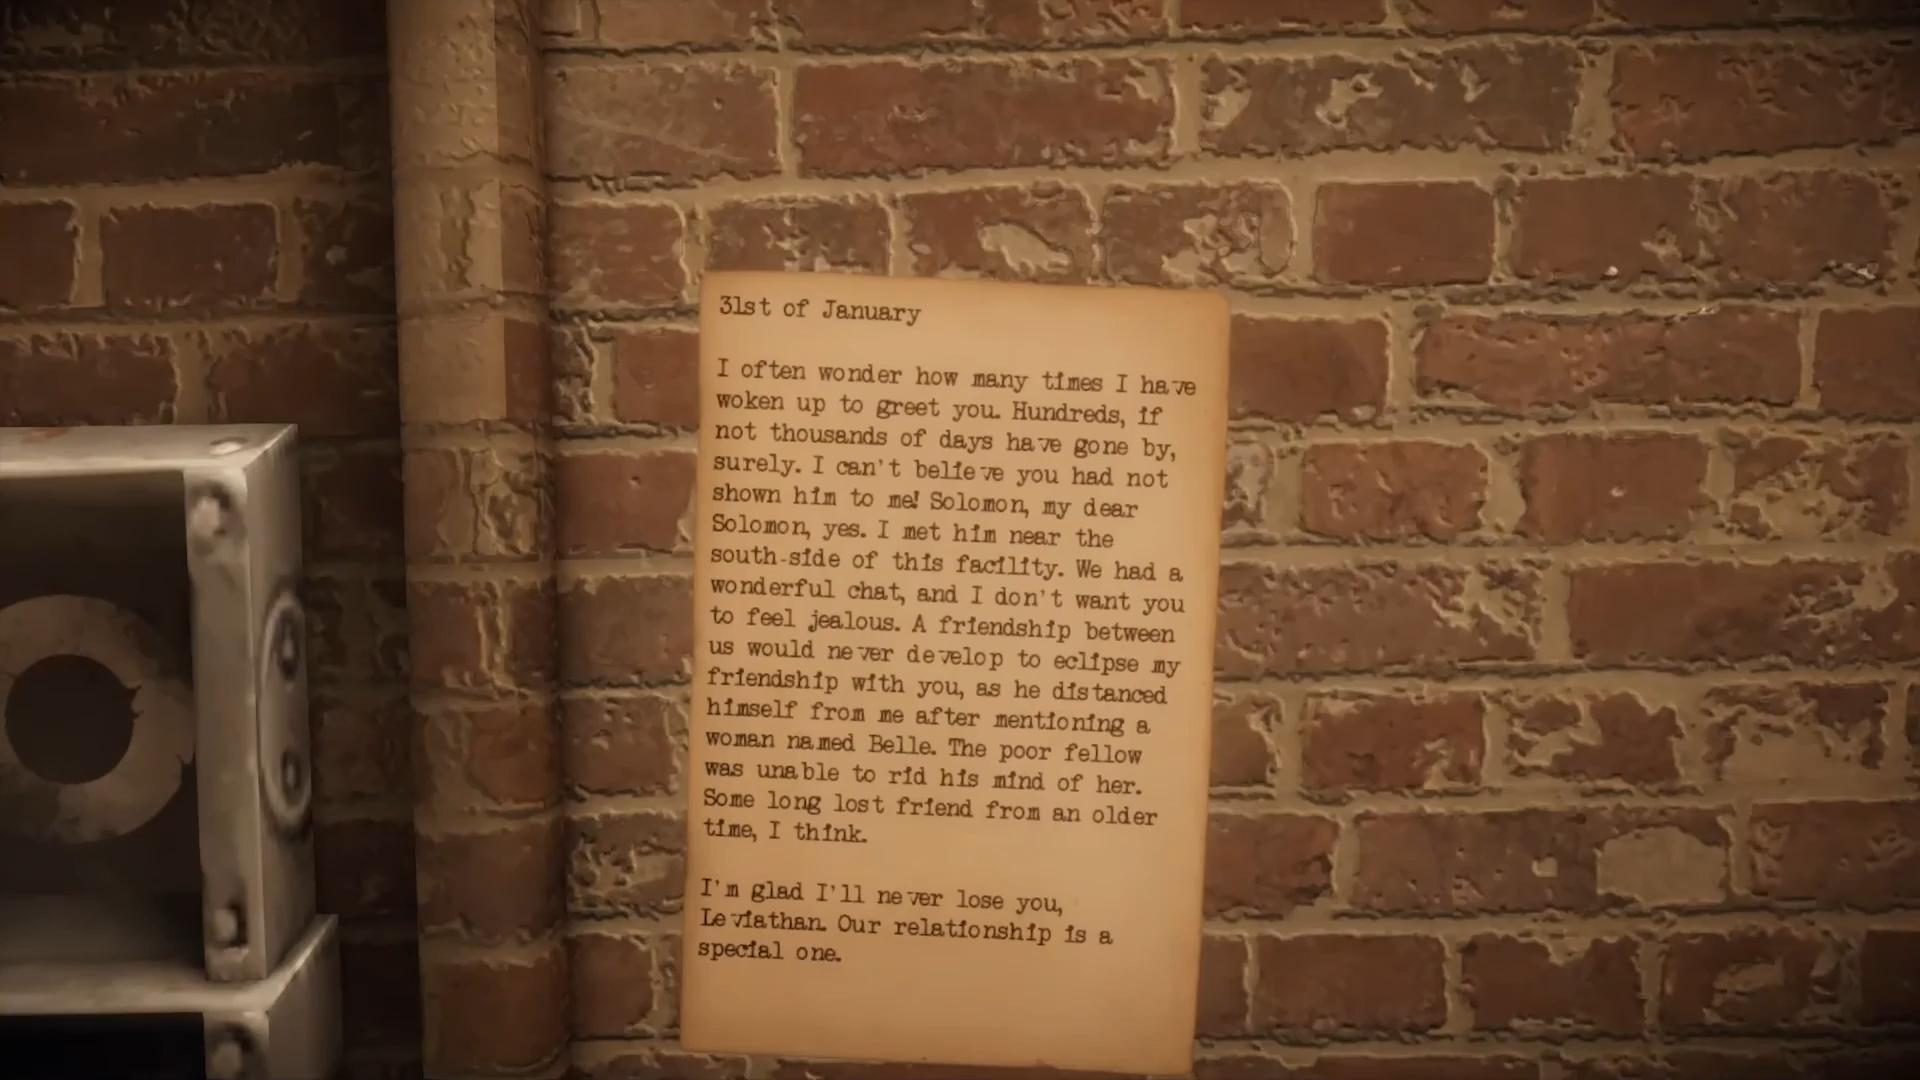 31st of January
I often wonder how many times I have
woken up to greet you. Hundreds, if
not thousands of days have gone by,
surely. I can't believe you had not
shown him to me! Solomon, my dear
Solomon, yes. I met him near the
south-side of this facility. We had a
wonderful chat, and I don't want you
to feel jealous. A friendship between
us would never develop to eclipse my
friendship with you, as he distanced
himself from me after mentioning a
woman named Belle. The poor fellow
was unable to rid his mind of her.
Some long lost friend from an older
time, I think.
I'm glad I'll never lose you,
Leviathan. Our relationship is a
special one.